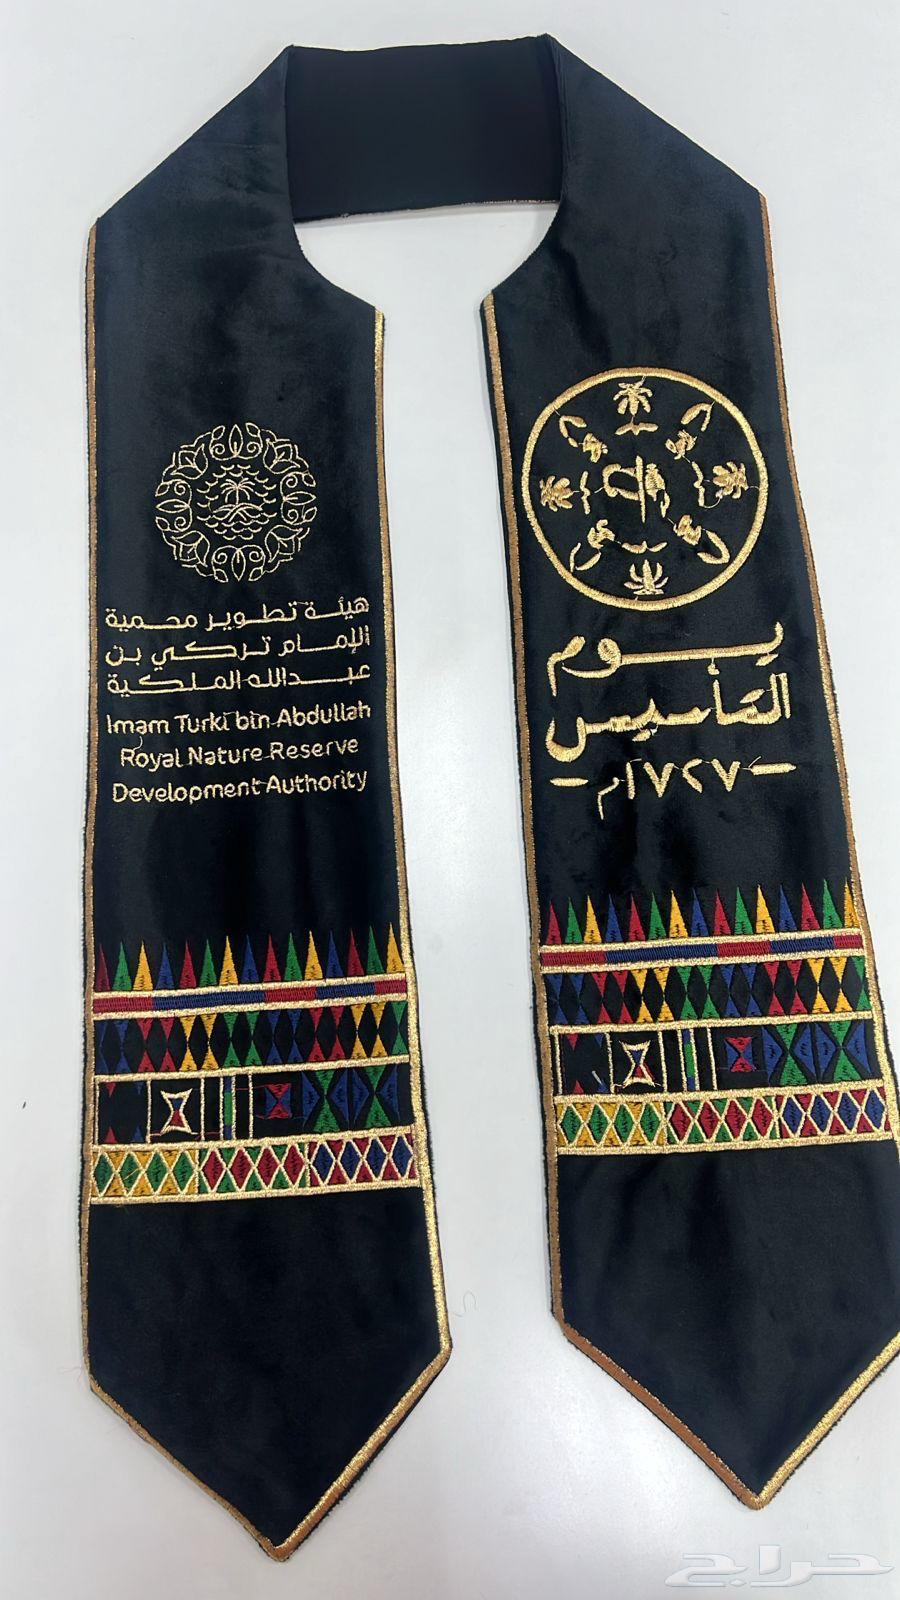 هيئة تطوير محمية
الإمام تركي بن
عبدالله الملكية
Imam Turki bin Abdullah
Royal Nature Reserve
Development Authority
يوم
التأسيس
- ١٧٢٧م -
حراج